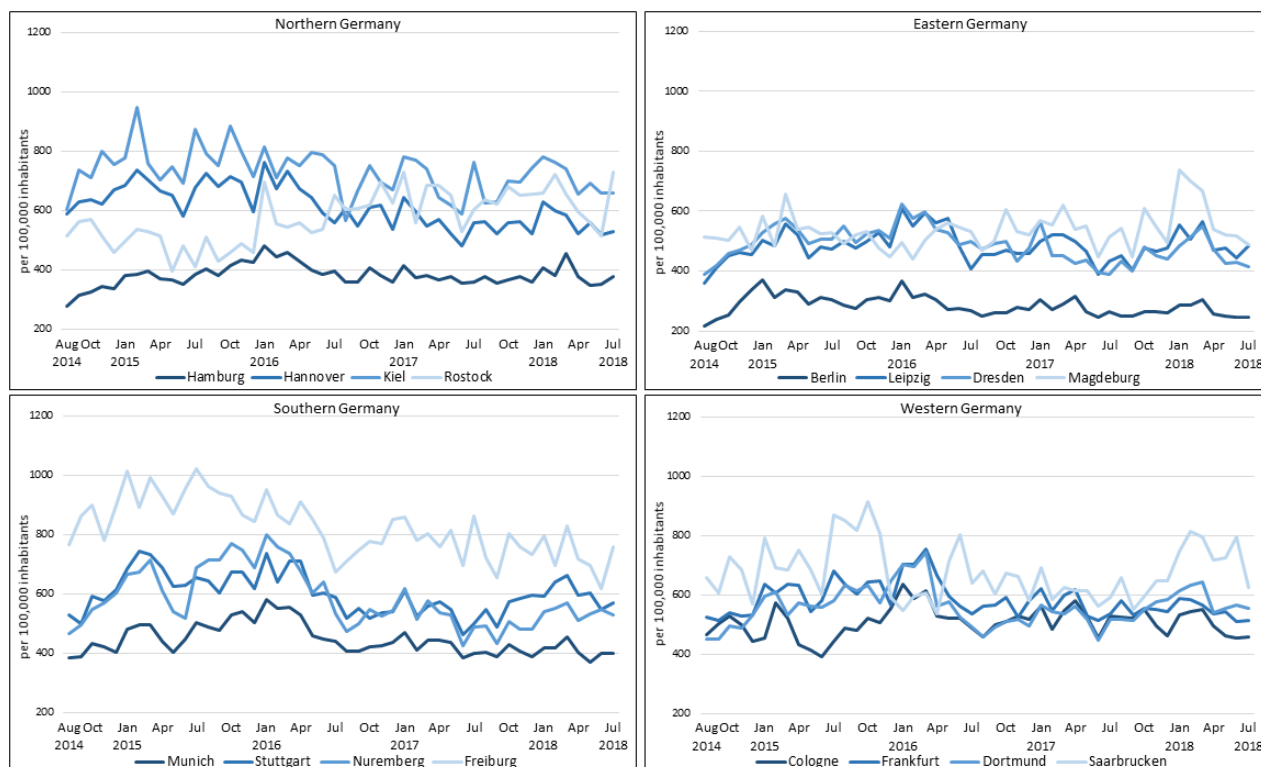 Northern Germany
per 100,000 inhabitants
1200
1000
800
600
400
200
Aug Oct Jan Apr Jul Oct Jan Apr Jul Oct Jan Apr Jul Oct Jan Apr Jul
2014 2015 2016 2017 2018 2018
Hamburg Hannover Kiel Rostock
Eastern Germany
per 100,000 inhabitants
1200
1000
800
600
400
200
Aug Oct Jan Apr Jul Oct Jan Apr Jul Oct Jan Apr Jul Oct Jan Apr Jul
2014 2015 2016 2017 2018 2018
Berlin Leipzig Dresden Magdeburg
Southern Germany
per 100,000 inhabitants
1200
1000
800
600
400
200
Aug Oct Jan Apr Jul Oct Jan Apr Jul Oct Jan Apr Jul Oct Jan Apr Jul
2014 2015 2016 2017 2018 2018
Munich Stuttgart Nuremberg Freiburg
Western Germany
per 100,000 inhabitants
1200
1000
800
600
400
200
Aug Oct Jan Apr Jul Oct Jan Apr Jul Oct Jan Apr Jul Oct Jan Apr Jul
2014 2015 2016 2017 2018 2018
Cologne Frankfurt Dortmund Saarbrucken